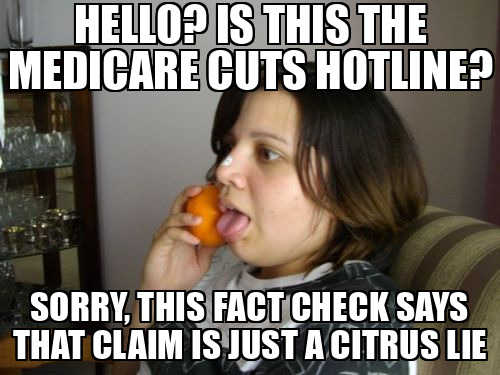 HELLO? IS THIS THE
MEDICARE CUTS HOTLINE?
SORRY, THIS FACT CHECK SAYS
THAT CLAIM IS JUST A CITRUS LIE